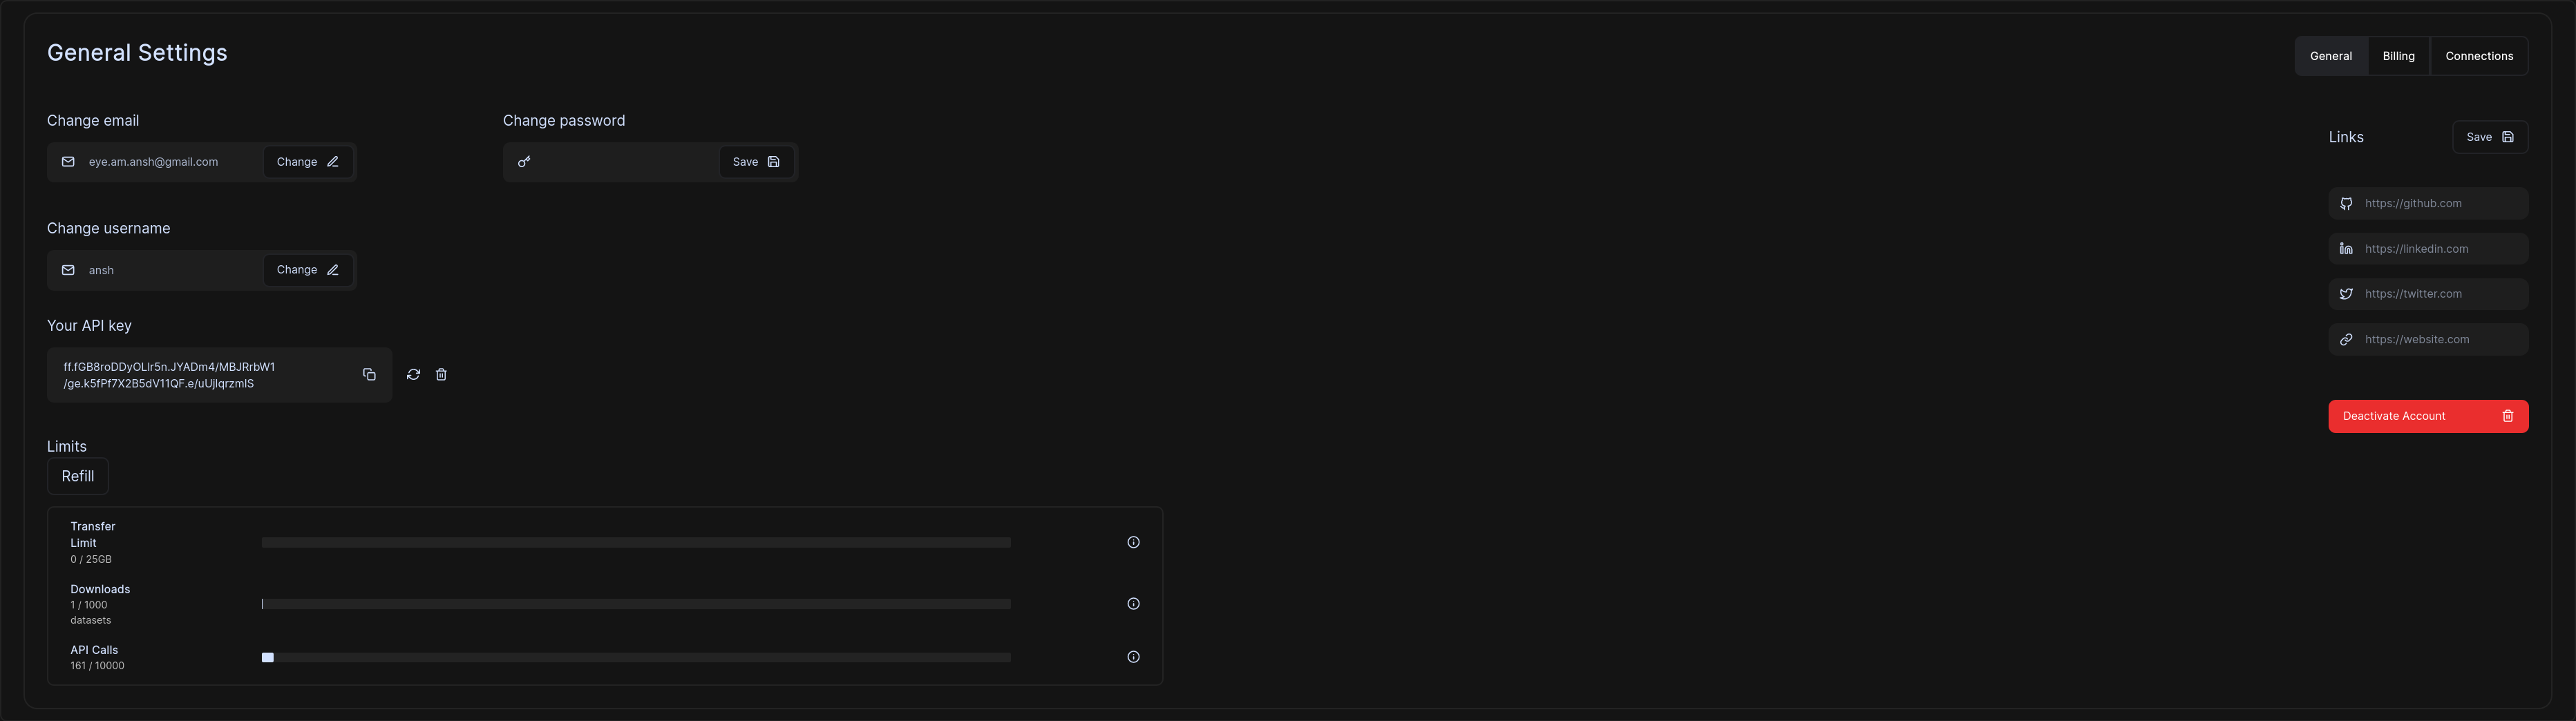 General Settings
General
Billing
Connections
Change email
eye.am.ansh@gmail.com
Change
Change password
Save
Change username
ansh
Change
Your API key
ff.fGB8roDDyOLlr5n.JYADm4/MBJRrbW1
/ge.k5fPf7X2B5dV11QF.e/uUjlqrzmlS
Limits
Refill
Transfer
Limit
0 / 25GB
Downloads
1 / 1000
datasets
API Calls
161 / 10000
Links
Save
https://github.com
https://linkedin.com
https://twitter.com
https://website.com
Deactivate Account